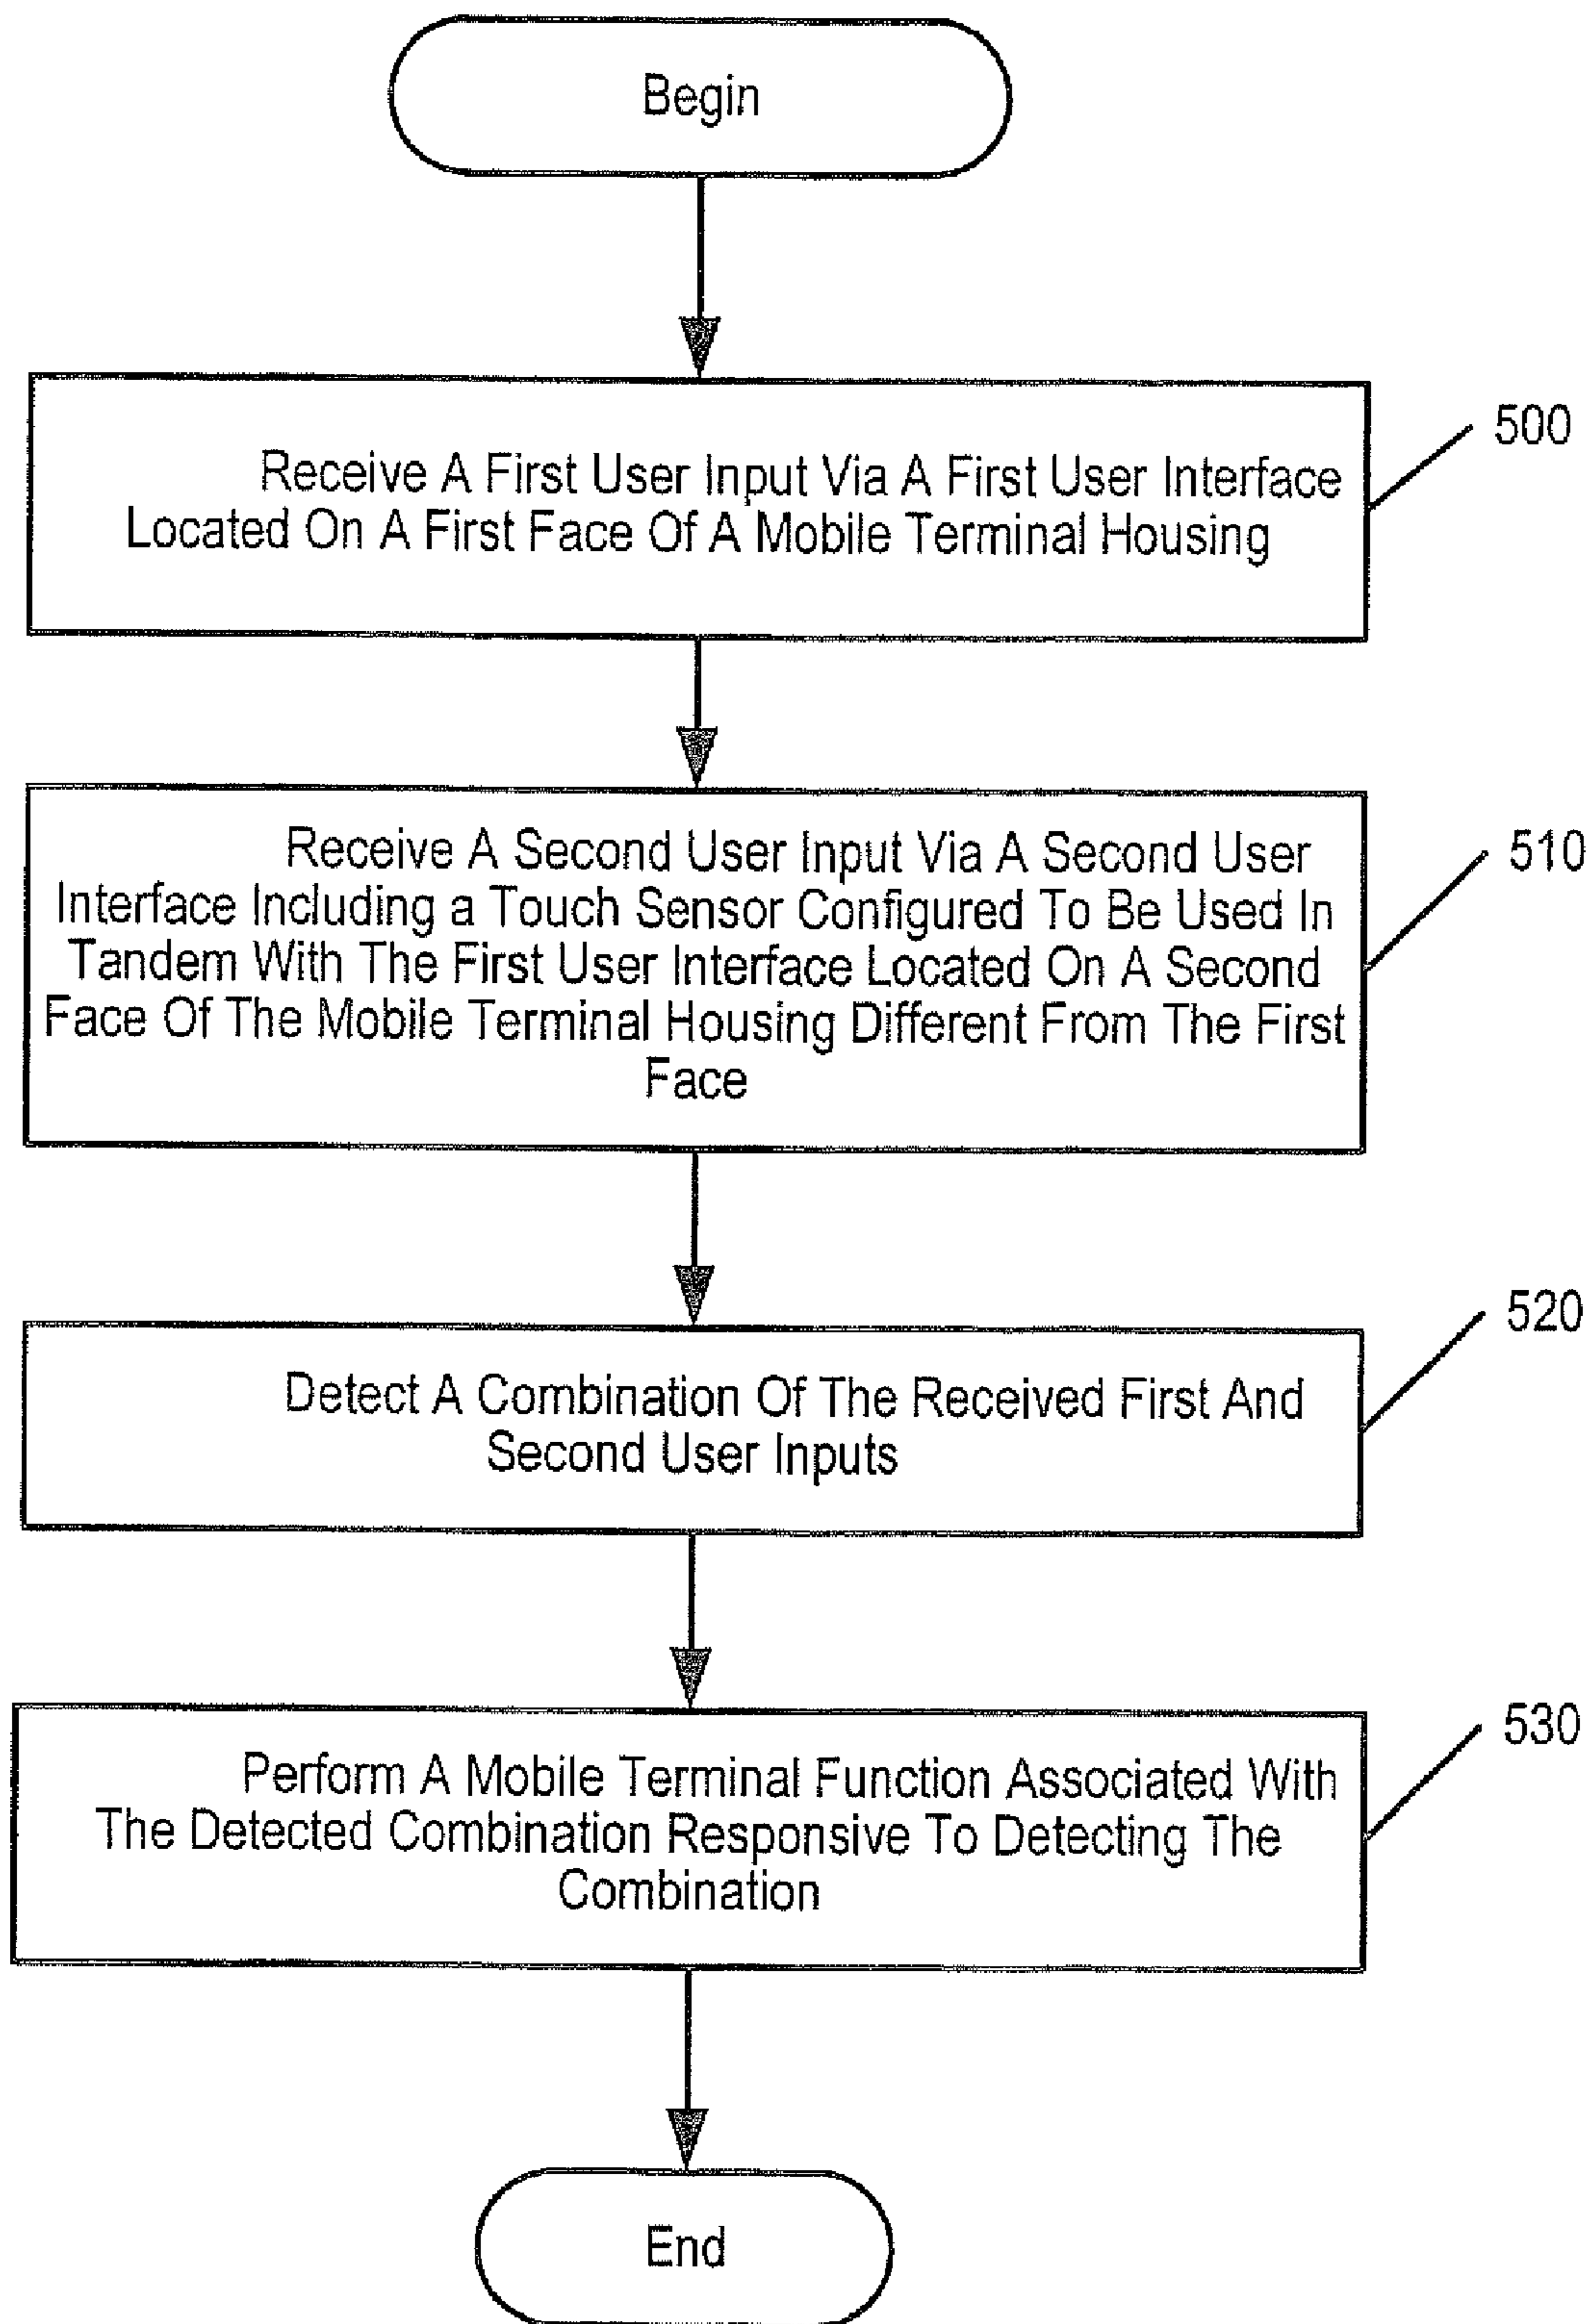 Begin
Receive A First User Input Via A First User Interface
Located On A First Face Of A Mobile Terminal Housing
500
Receive A Second User Input Via A Second User
Interface Including a Touch Sensor Configured To Be Used In
Tandem With The First User Interface Located On A Second
Face Of The Mobile Terminal Housing Different From The First
Face
510
Detect A Combination Of The Received First And
Second User Inputs
520
Perform A Mobile Terminal Function Associated With
The Detected Combination Responsive To Detecting The
Combination
530
End